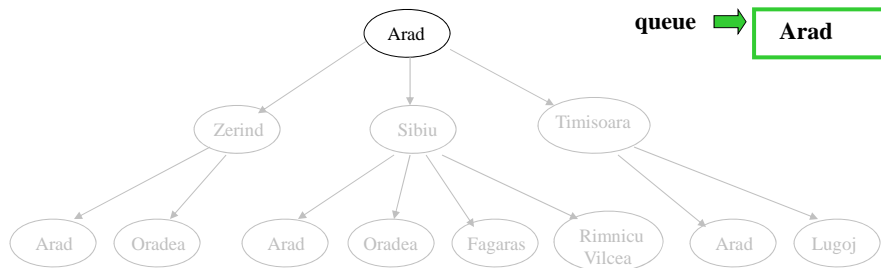 Arad
queue
Arad
Zerind
Sibiu
Timisoara
Arad
Oradea
Arad
Oradea
Fagaras
Rimnicu
Vilcea
Arad
Lugoj